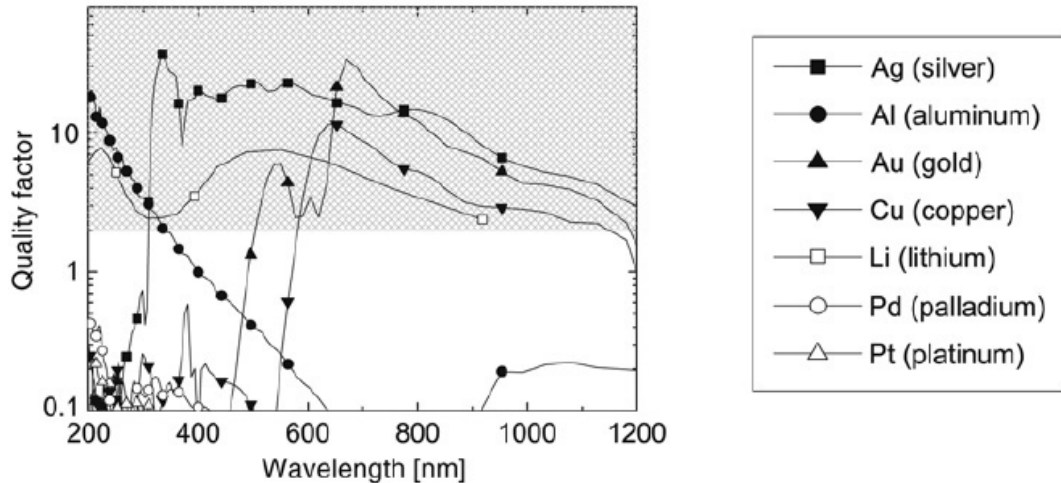 Quality factor
10
1
0.1
200
400
600
800
1000
1200
Wavelength [nm]
Ag (silver)
Al (aluminum)
Au (gold)
Cu (copper)
Li (lithium)
Pd (palladium)
Pt (platinum)